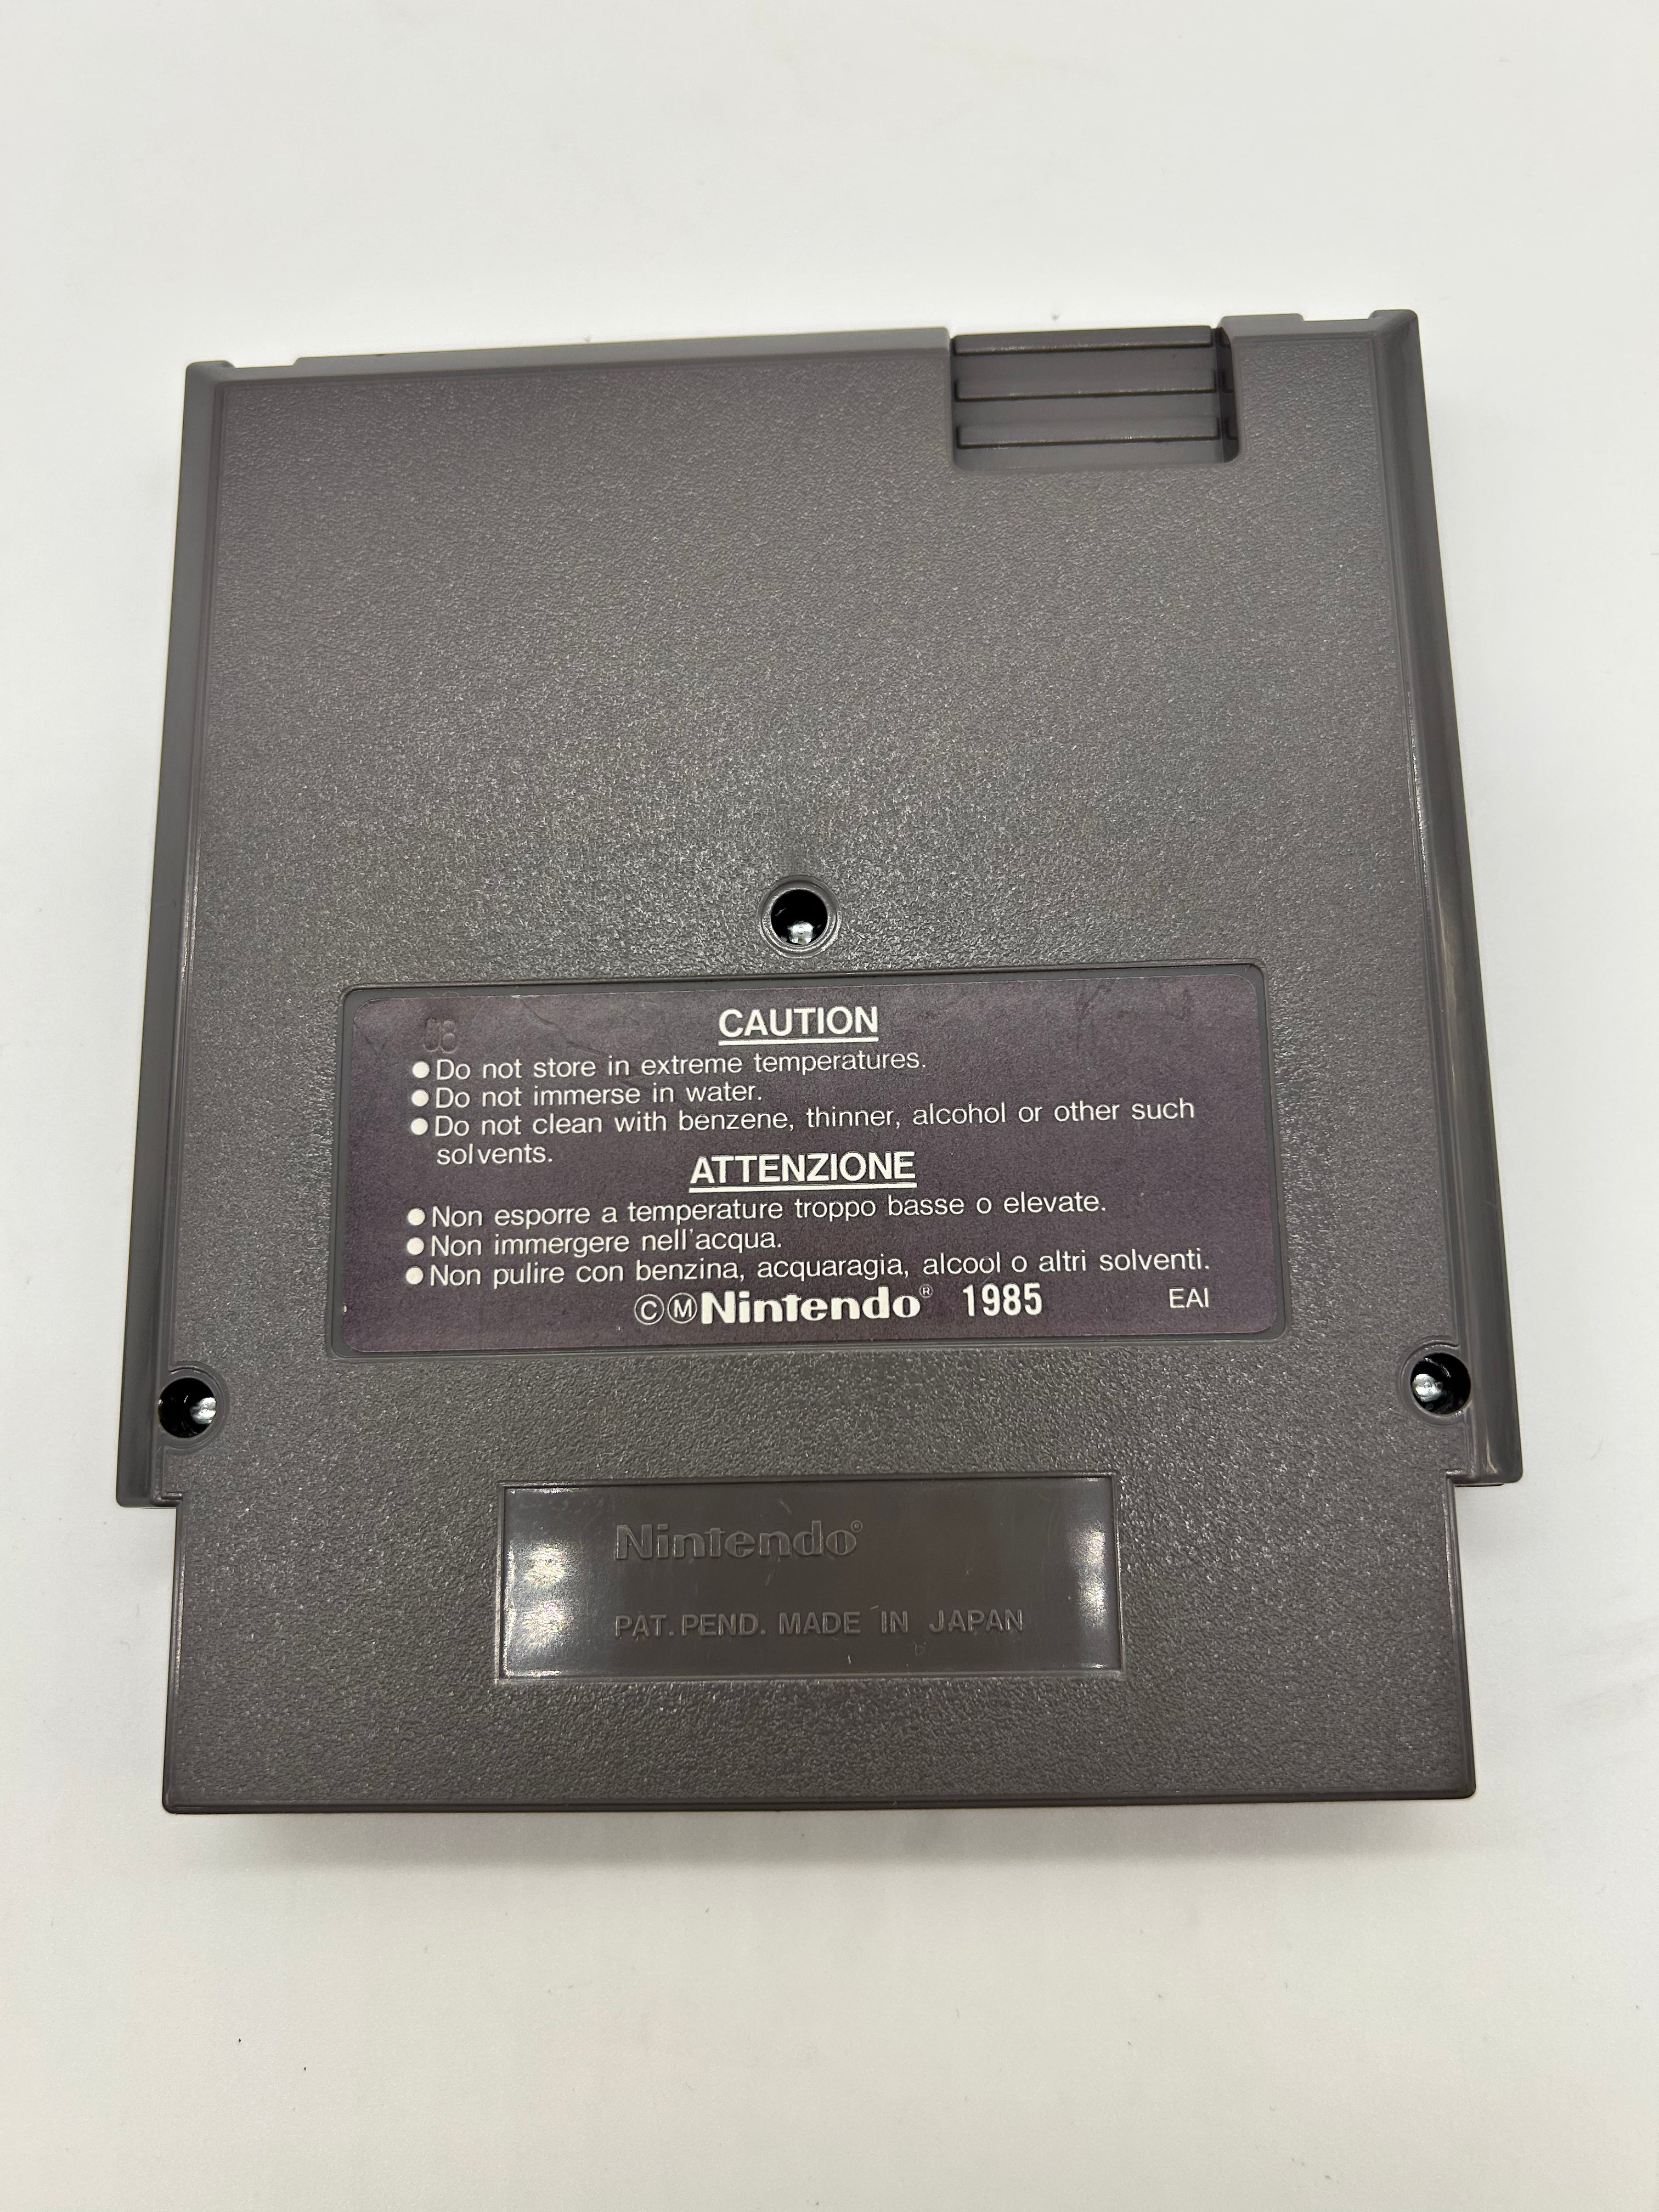 CAUTION
●Do not store in extreme temperatures.
●Do not immerse in water.
●Do not clean with benzene, thinner, alcohol or other such
solvents.
ATTENZIONE
●Non esporre a temperature troppo basse o elevate.
●Non immergere nell'acqua.
●Non pulire con benzina, acquaragia, alcool o altri solventi.
©ⓂNintendo® 1985 EAI
Nintendo®
PAT. PEND. MADE IN JAPAN